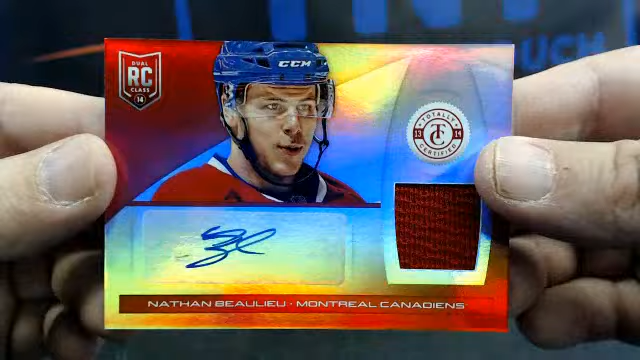 DUAL
RC
CLASS
14
CCM
TOTALLY
13 TC 14
CERTIFIED
NATHAN BEAULIEU · MONTREAL CANADIENS